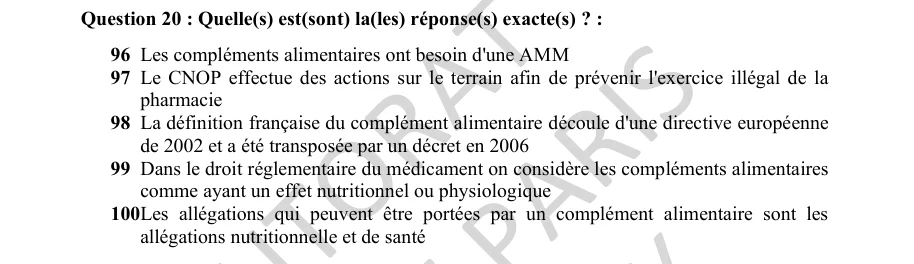 Question 20 : Quelle(s) est(sont) la(les) réponse(s) exacte(s) ? :
96 Les compléments alimentaires ont besoin d'une AMM
97 Le CNOP effectue des actions sur le terrain afin de prévenir l'exercice illégal de la
pharmacie
98 La définition française du complément alimentaire découle d'une directive européenne
de 2002 et a été transposée par un décret en 2006
99 Dans le droit réglementaire du médicament on considère les compléments alimentaires
comme ayant un effet nutritionnel ou physiologique
100Les allégations qui peuvent être portées par un complément alimentaire sont les
allégations nutritionnelle et de santé
TUTORAT
PARIS